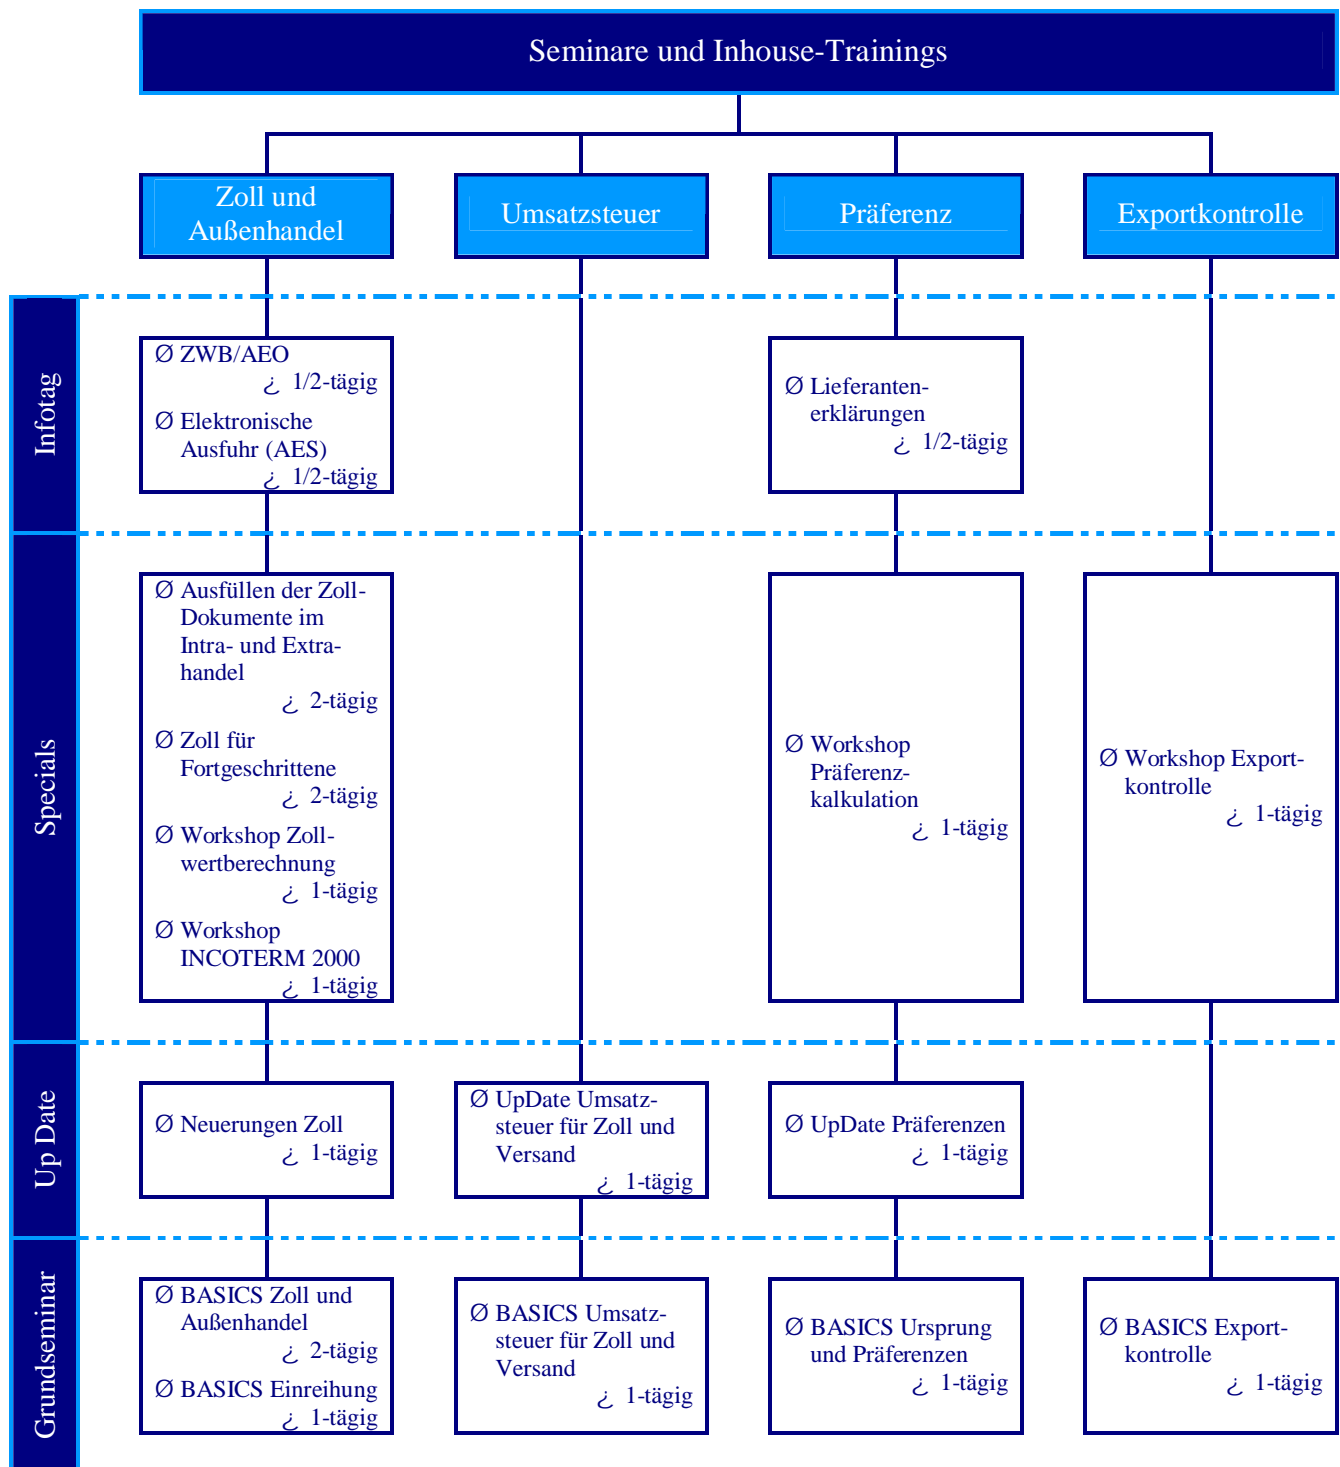 Seminare und Inhouse-Trainings
Zoll und
Außenhandel
Umsatzsteuer
Präferenz
Exportkontrolle
Infotag
Ø ZWB/AEO
¿ 1/2-tägig
Ø Elektronische
Ausfuhr (AES)
¿ 1/2-tägig
Ø Lieferanten-
erklärungen
¿ 1/2-tägig
Specials
Ø Ausfüllen der Zoll-
Dokumente im
Intra- und Extra-
handel
¿ 2-tägig
Ø Zoll für
Fortgeschrittene
¿ 2-tägig
Ø Workshop Zoll-
wertberechnung
¿ 1-tägig
Ø Workshop
INCOTERM 2000
¿ 1-tägig
Ø Workshop
Präferenz-
kalkulation
¿ 1-tägig
Ø Workshop Export-
kontrolle
¿ 1-tägig
Up Date
Ø Neuerungen Zoll
¿ 1-tägig
Ø UpDate Umsatz-
steuer für Zoll und
Versand
¿ 1-tägig
Ø UpDate Präferenzen
¿ 1-tägig
Grundseminar
Ø BASICS Zoll und
Außenhandel
¿ 2-tägig
Ø BASICS Einreihung
¿ 1-tägig
Ø BASICS Umsatz-
steuer für Zoll und
Versand
¿ 1-tägig
Ø BASICS Ursprung
und Präferenzen
¿ 1-tägig
Ø BASICS Export-
kontrolle
¿ 1-tägig